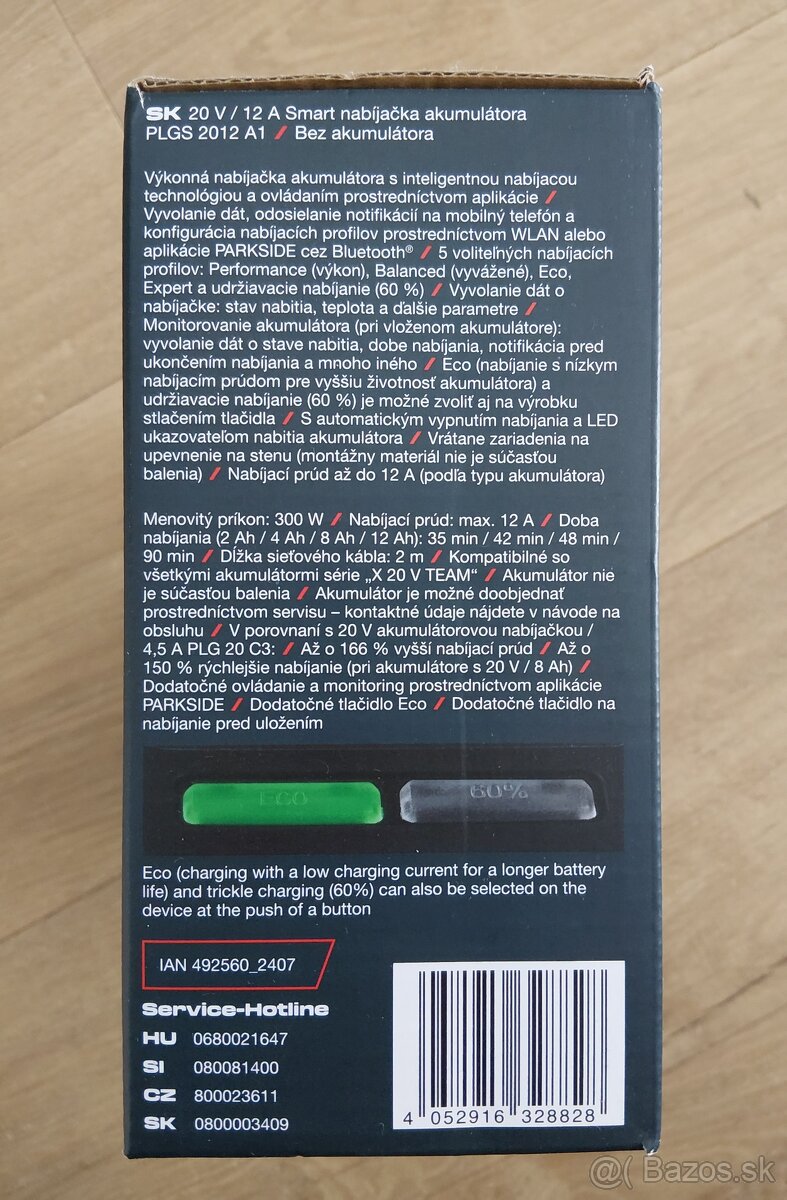 SK 20 V / 12 A Smart nabíjačka akumulátora
PLGS 2012 A1 / Bez akumulátora
Výkonná nabíjačka akumulátora s inteligentnou nabíjacou
technológiou a ovládaním prostredníctvom aplikácie /
Vyvolanie dát, odosielanie notifikácií na mobilný telefón a
konfigurácia nabíjacích profilov prostredníctvom WLAN alebo
aplikácie PARKSIDE cez Bluetooth® / 5 voliteľných nabíjacích
profilov: Performance (výkon), Balanced (vyvážené), Eco,
Expert a udržiavacie nabíjanie (60 %) / Vyvolanie dát o
nabíjačke: stav nabitia, teplota a ďalšie parametre /
Monitorovanie akumulátora (pri vloženom akumulátore):
vyvolanie dát o stave nabitia, dobe nabíjania, notifikácia pred
ukončením nabíjania a mnoho iného / Eco (nabíjanie s nízkym
nabíjacím prúdom pre vyššiu životnosť akumulátora) a
udržiavacie nabíjanie (60 %) je možné zvoliť aj na výrobku
stlačením tlačidla / S automatickým vypnutím nabíjania a LED
ukazovateľom nabitia akumulátora / Vrátane zariadenia na
upevnenie na stenu (montážny materiál nie je súčasťou
balenia) / Nabíjací prúd až do 12 A (podľa typu akumulátora)
Menovitý príkon: 300 W / Nabíjací prúd: max. 12 A / Doba
nabíjania (2 Ah / 4 Ah / 8 Ah / 12 Ah): 35 min / 42 min / 48 min /
90 min / Dĺžka sieťového kábla: 2 m / Kompatibilné so
všetkými akumulátormi série „X 20 V TEAM“ / Akumulátor nie
je súčasťou balenia / Akumulátor je možné doobjednať
prostredníctvom servisu – kontaktné údaje nájdete v návode na
obsluhu / V porovnaní s 20 V akumulátorovou nabíjačkou /
4,5 A PLG 20 C3: / Až o 166 % vyšší nabíjací prúd / Až o
150 % rýchlejšie nabíjanie (pri akumulátore s 20 V / 8 Ah) /
Dodatočné ovládanie a monitoring prostredníctvom aplikácie
PARKSIDE / Dodatočné tlačidlo Eco / Dodatočné tlačidlo na
nabíjanie pred uložením
ECO 60%
Eco (charging with a low charging current for a longer battery
life) and trickle charging (60%) can also be selected on the
device at the push of a button
IAN 492560_2407
Service-Hotline
HU 0680021647
SI 080081400
CZ 800023611
SK 0800003409
4 052916 328828
@( Bazos.sk